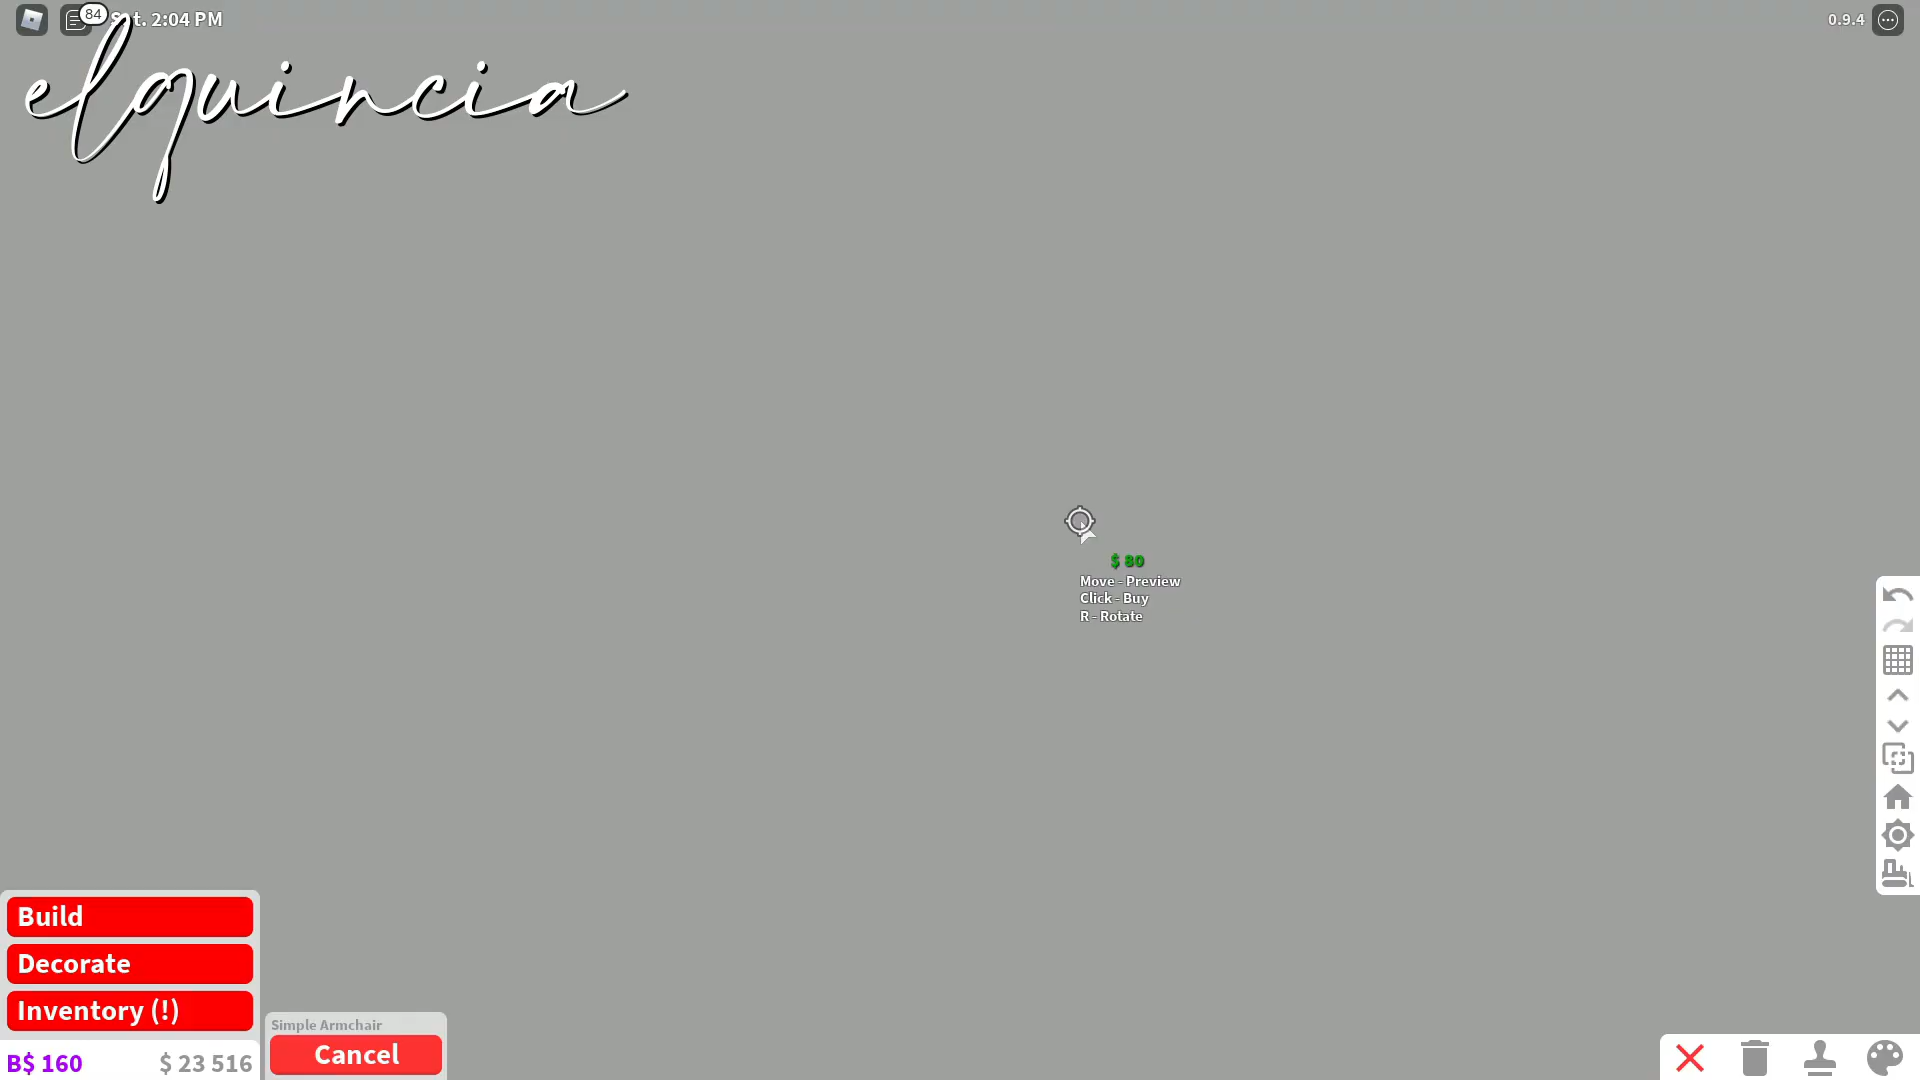 84
Sat. 2:04 PM
0.9.4
elquincia
$ 80
Move - Preview
Click - Buy
R - Rotate
Build
Decorate
Inventory (!)
Simple Armchair
Cancel
B$ 160
$ 23 516